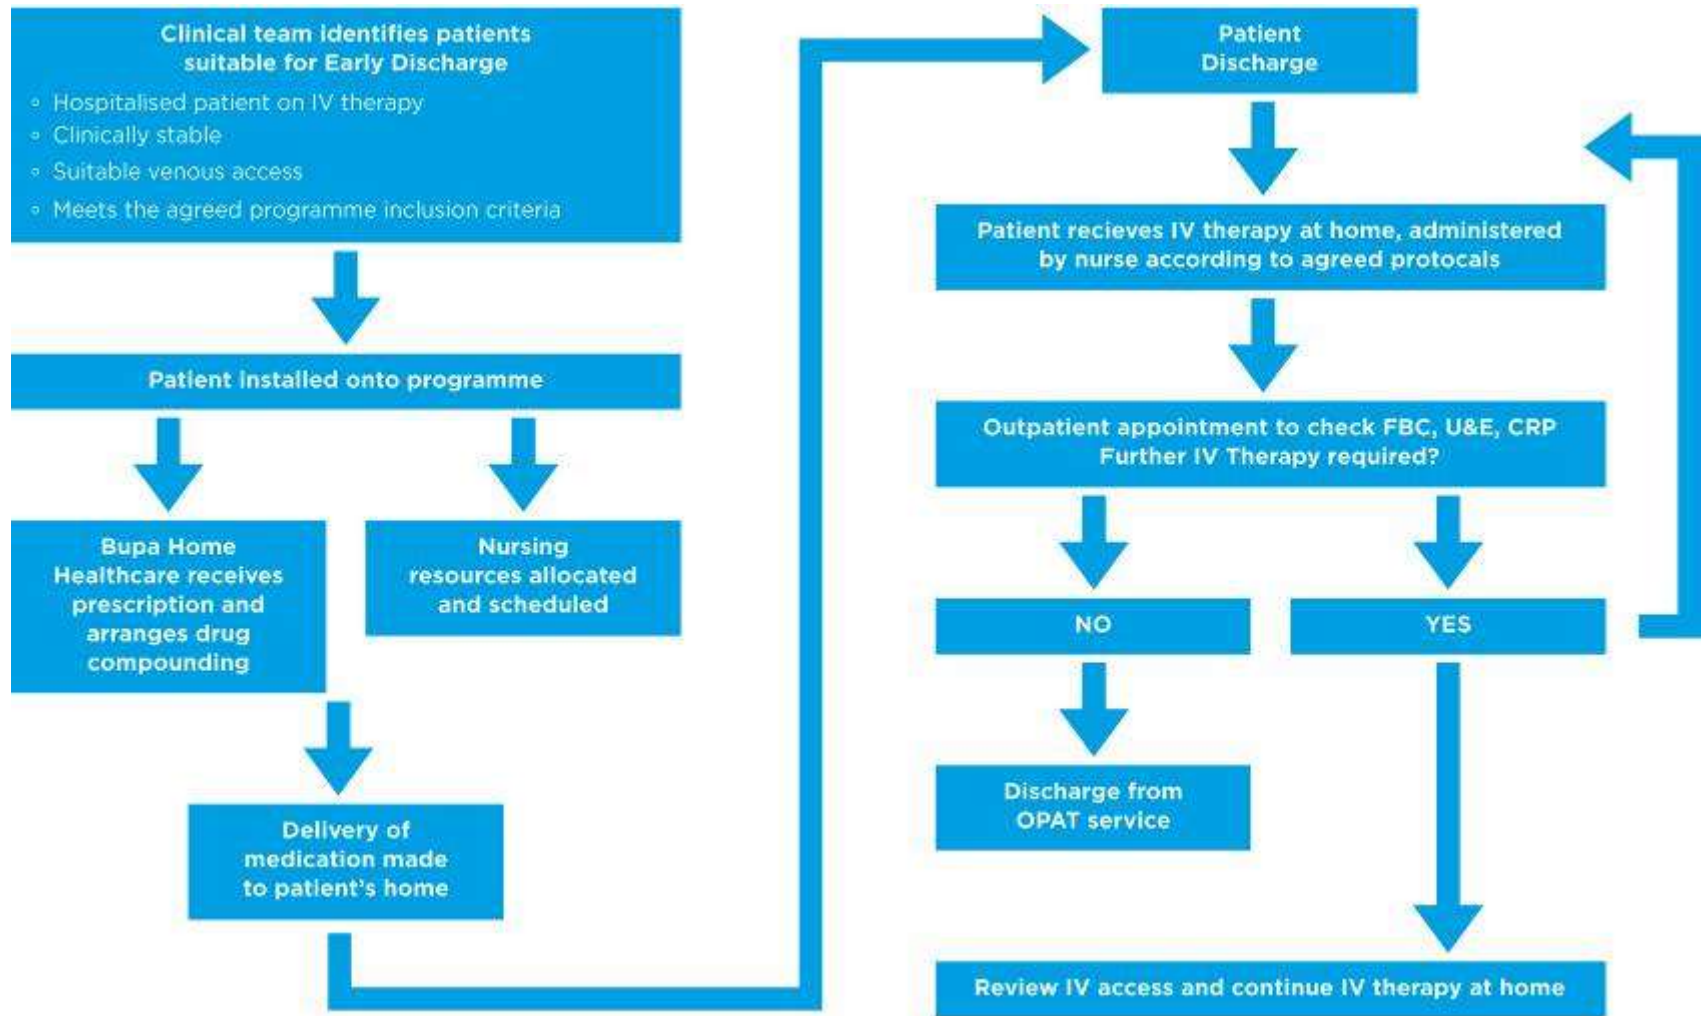 Clinical team identifies patients
suitable for Early Discharge
◦ Hospitalised patient on IV therapy
◦ Clinically stable
◦ Suitable venous access
◦ Meets the agreed programme inclusion criteria
Patient installed onto programme
Bupa Home
Healthcare receives
prescription and
arranges drug
compounding
Nursing
resources allocated
and scheduled
Delivery of
medication made
to patient's home
Patient
Discharge
Patient recieves IV therapy at home, administered
by nurse according to agreed protocals
Outpatient appointment to check FBC, U&E, CRP
Further IV Therapy required?
NO
YES
Discharge from
OPAT service
Review IV access and continue IV therapy at home